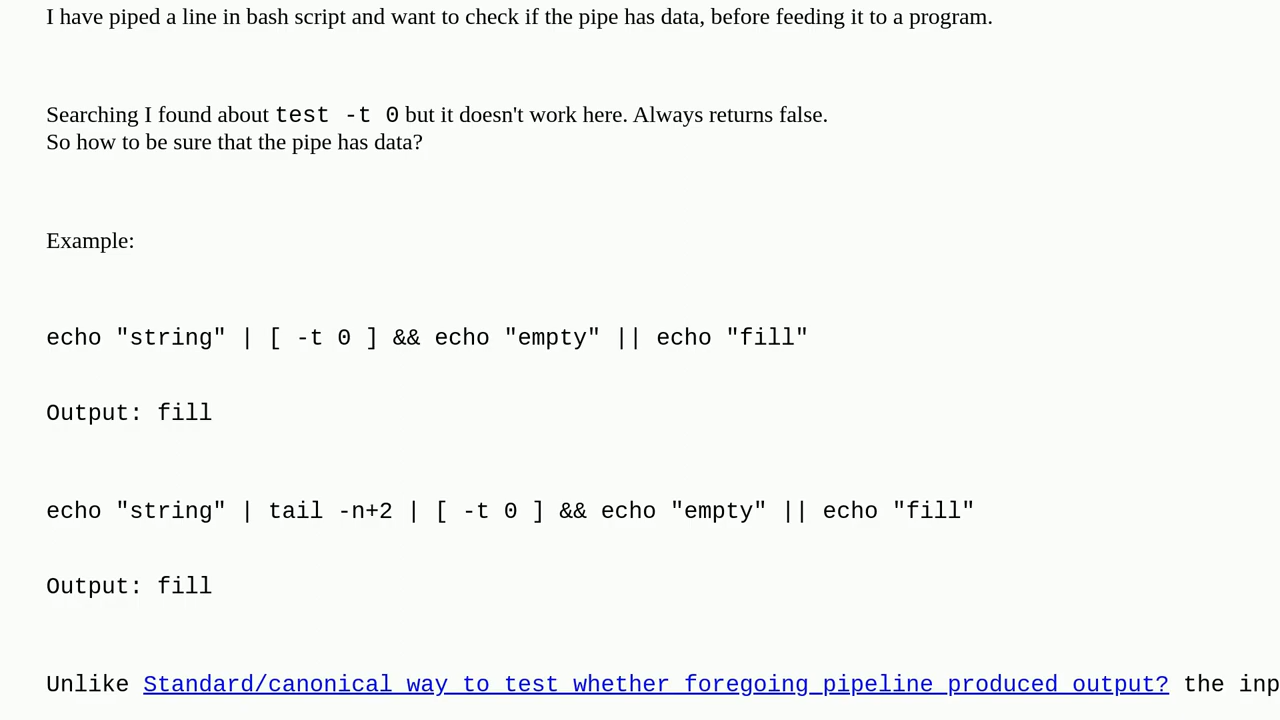 I have piped a line in bash script and want to check if the pipe has data, before feeding it to a program.
Searching I found about test -t 0 but it doesn't work here. Always returns false.
So how to be sure that the pipe has data?
Example:
echo "string" | [ -t 0 ] && echo "empty" || echo "fill"
Output: fill
echo "string" | tail -n+2 | [ -t 0 ] && echo "empty" || echo "fill"
Output: fill
Unlike Standard/canonical way to test whether foregoing pipeline produced output? the inp